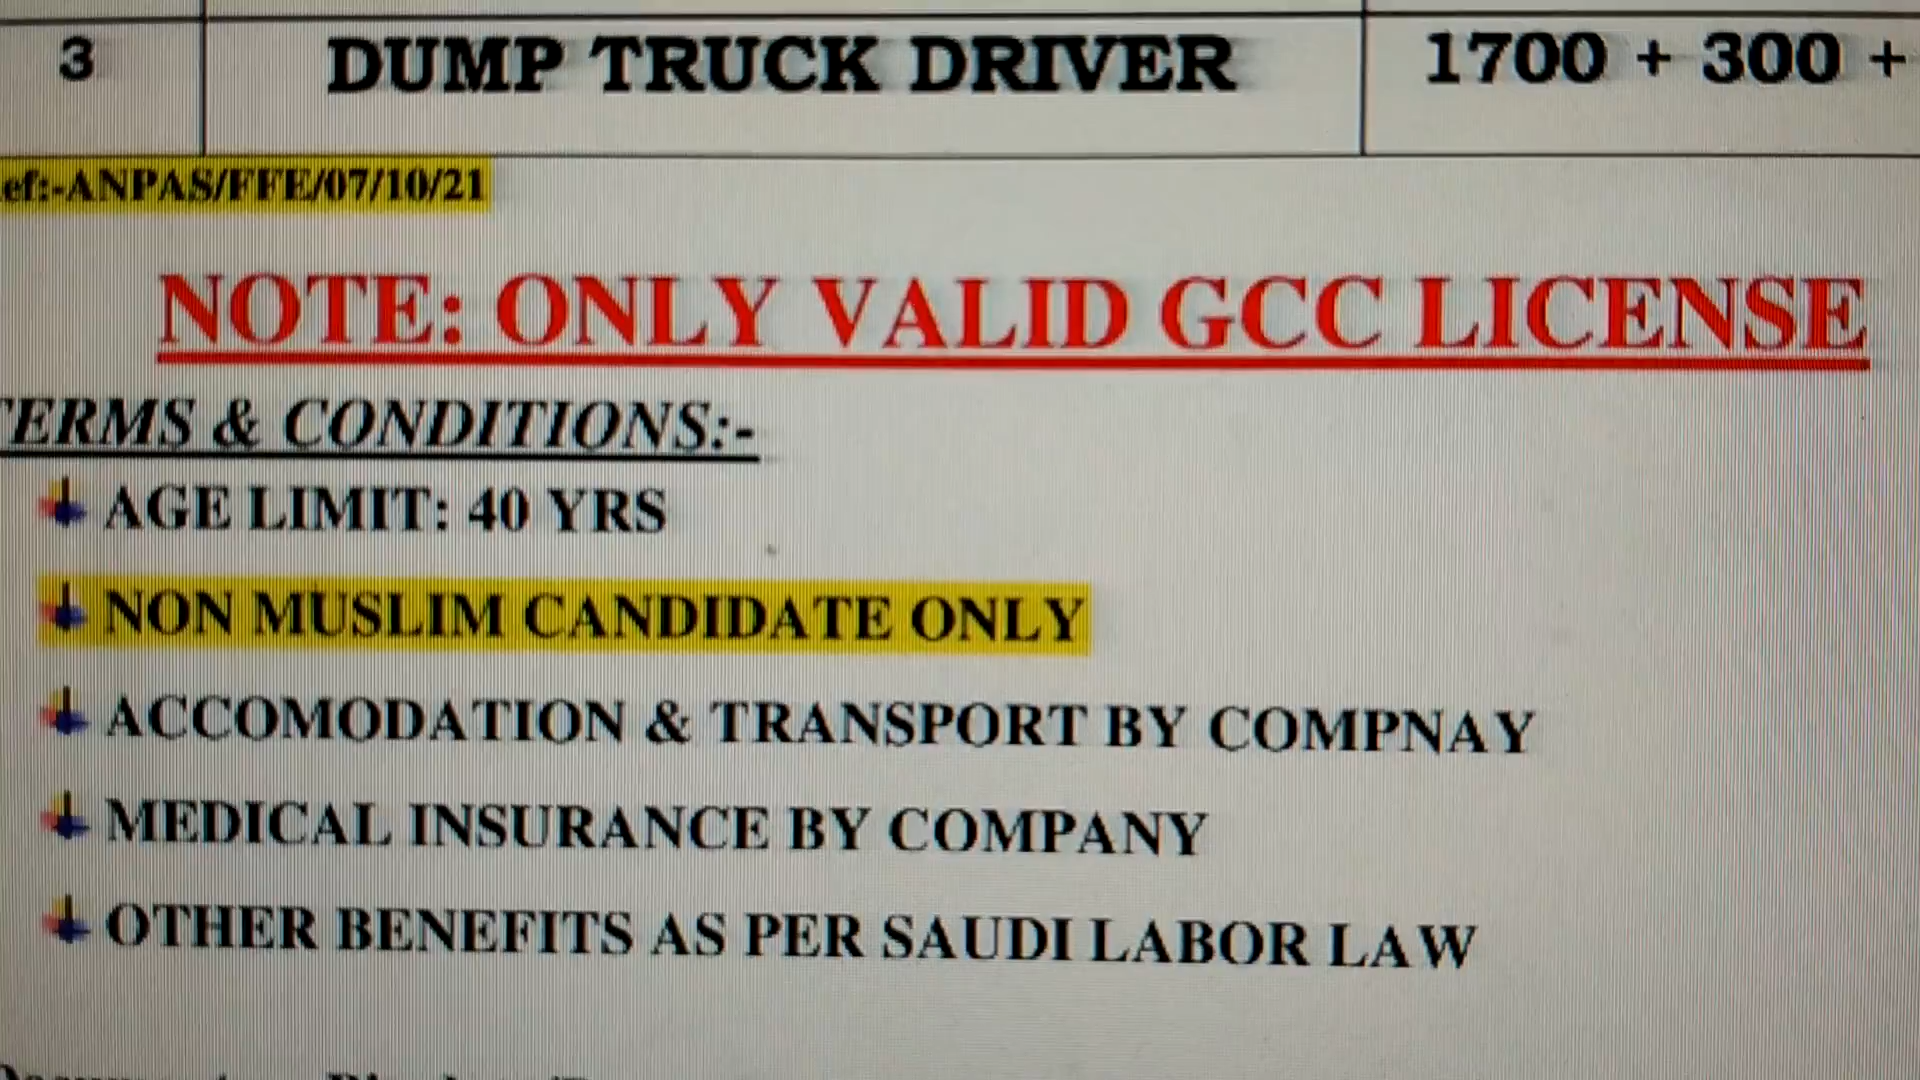 3 DUMP TRUCK DRIVER 1700 + 300 +
ef:-ANPAS/FFE/07/10/21
NOTE: ONLY VALID GCC LICENSE
TERMS & CONDITIONS:-
AGE LIMIT: 40 YRS
NON MUSLIM CANDIDATE ONLY
ACCOMODATION & TRANSPORT BY COMPNAY
MEDICAL INSURANCE BY COMPANY
OTHER BENEFITS AS PER SAUDI LABOR LAW